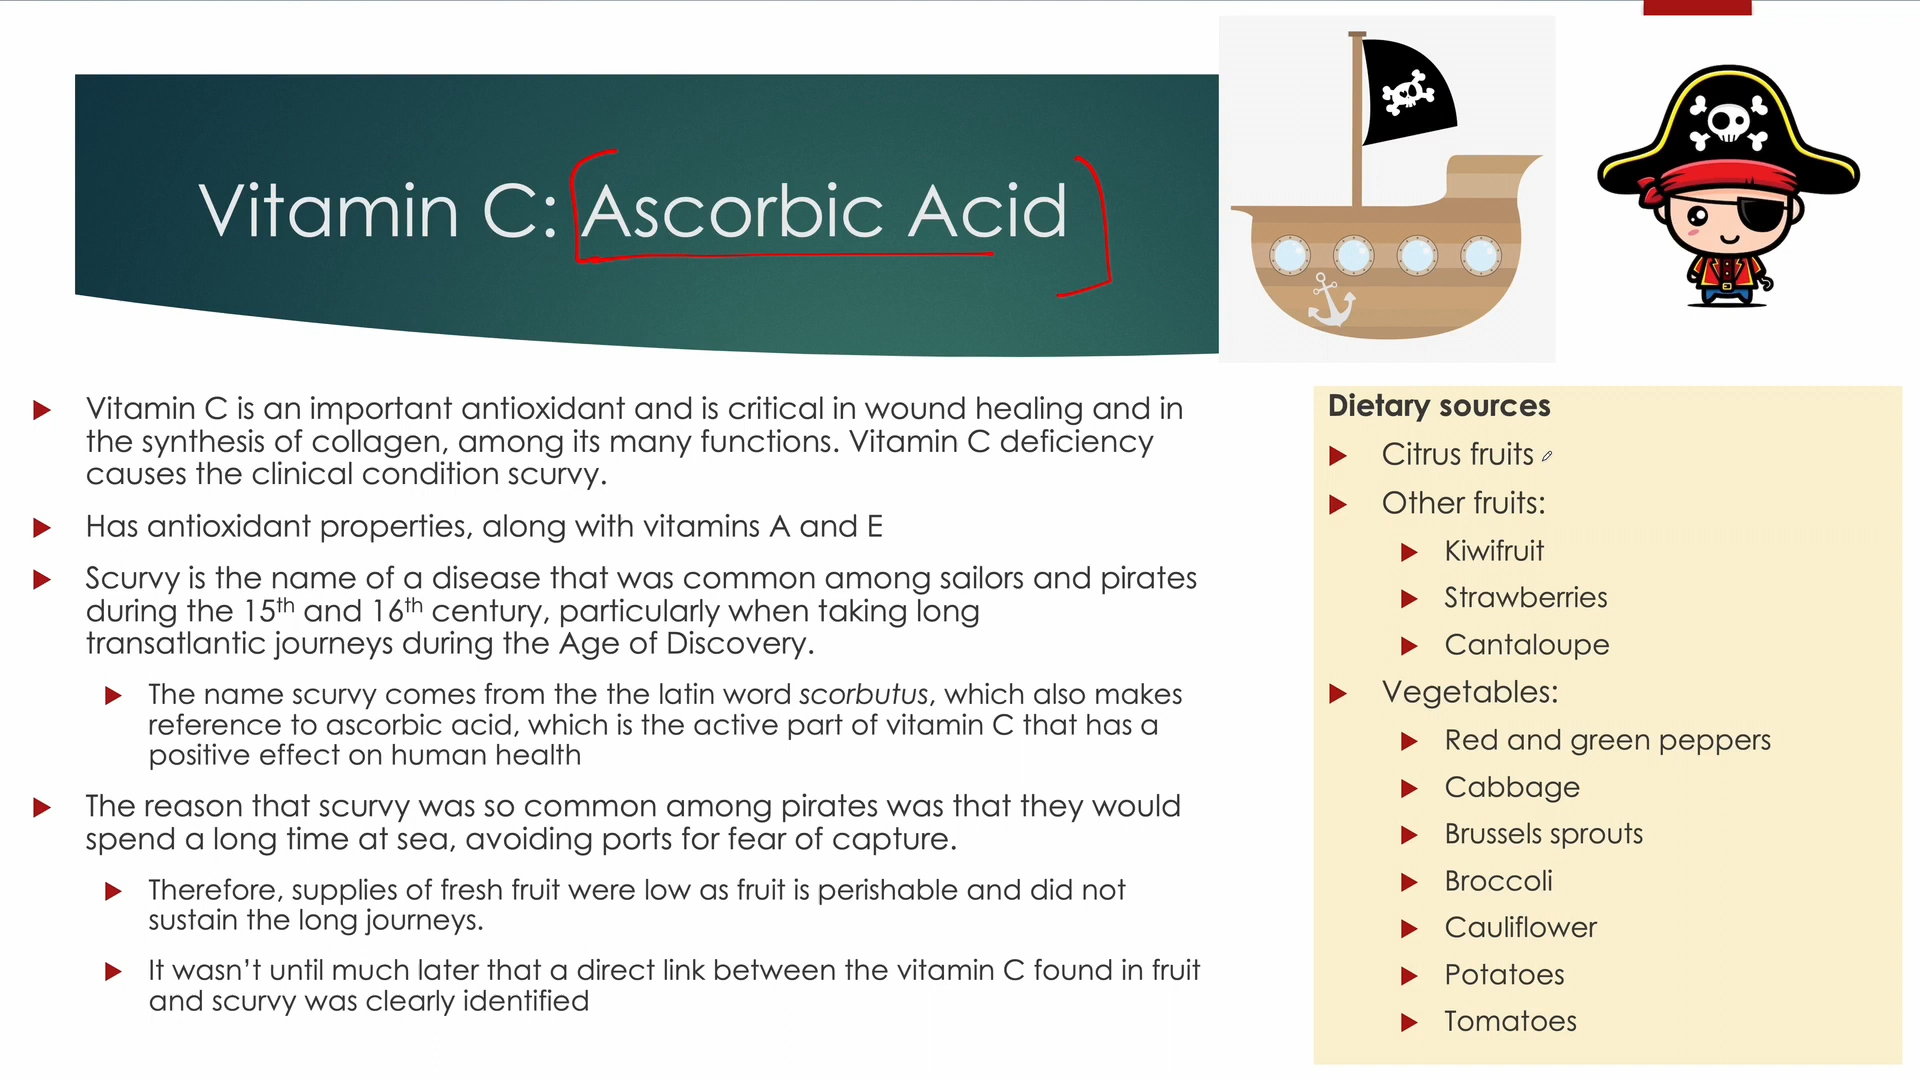 Vitamin C: Ascorbic Acid
Vitamin C is an important antioxidant and is critical in wound healing and in
the synthesis of collagen, among its many functions. Vitamin C deficiency
causes the clinical condition scurvy.
Has antioxidant properties, along with vitamins A and E
Scurvy is the name of a disease that was common among sailors and pirates
during the 15th and 16th century, particularly when taking long
transatlantic journeys during the Age of Discovery.
The name scurvy comes from the the latin word scorbutus, which also makes
reference to ascorbic acid, which is the active part of vitamin C that has a
positive effect on human health
The reason that scurvy was so common among pirates was that they would
spend a long time at sea, avoiding ports for fear of capture.
Therefore, supplies of fresh fruit were low as fruit is perishable and did not
sustain the long journeys.
It wasn't until much later that a direct link between the vitamin C found in fruit
and scurvy was clearly identified
Dietary sources
Citrus fruits
Other fruits:
Kiwifruit
Strawberries
Cantaloupe
Vegetables:
Red and green peppers
Cabbage
Brussels sprouts
Broccoli
Cauliflower
Potatoes
Tomatoes